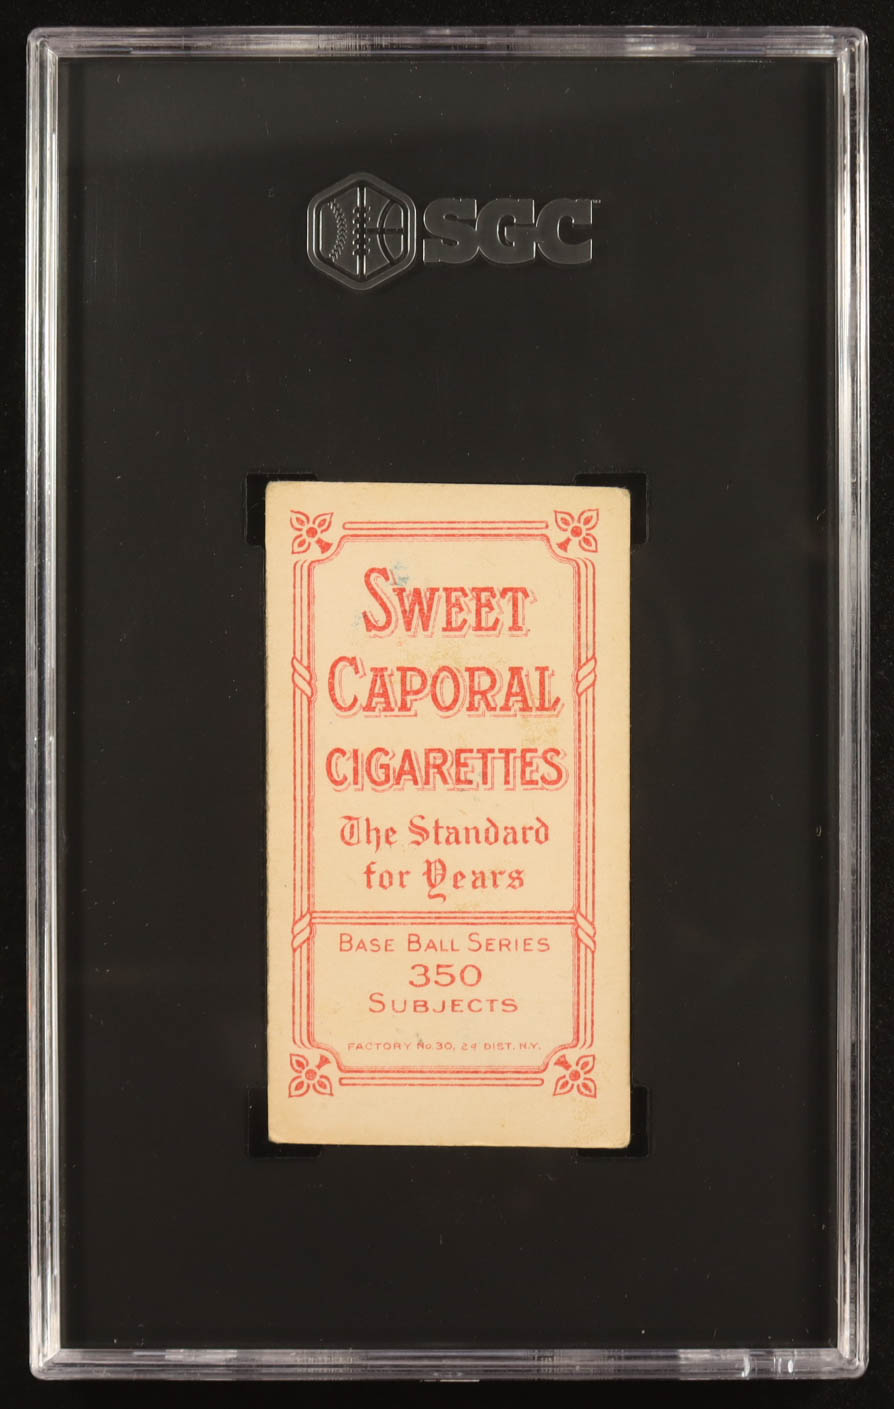 SGC
SWEET
CAPORAL
CIGARETTES
The Standard
for Years
BASE BALL SERIES
350
SUBJECTS
FACTORY No. 30, 2d DIST. N.Y.